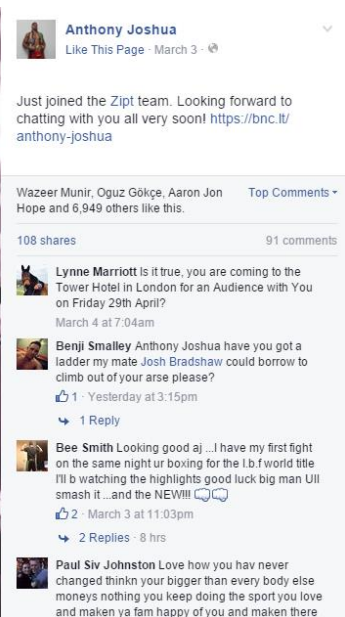 Anthony Joshua
Like This Page · March 3 ·
Just joined the Zipt team. Looking forward to
chatting with you all very soon! https://bnc.lt/
anthony-joshua
Wazeer Munir, Oguz Gökçe, Aaron Jon
Hope and 6,949 others like this.
Top Comments
108 shares
91 comments
Lynne Marriott Is it true, you are coming to the
Tower Hotel in London for an Audience with You
on Friday 29th April?
March 4 at 7:04am
Benji Smalley Anthony Joshua have you got a
ladder my mate Josh Bradshaw could borrow to
climb out of your arse please?
1 · Yesterday at 3:15pm
1 Reply
Bee Smith Looking good aj ...I have my first fight
on the same night ur boxing for the I.b.f world title
I'll b watching the highlights good luck big man Ull
smash it ...and the NEW!!!
2 · March 3 at 11:03pm
2 Replies · 8 hrs
Paul Siv Johnston Love how you hav never
changed thinkn your bigger than every body else
moneys nothing you keep doing the sport you love
and maken ya fam happy of you and maken there